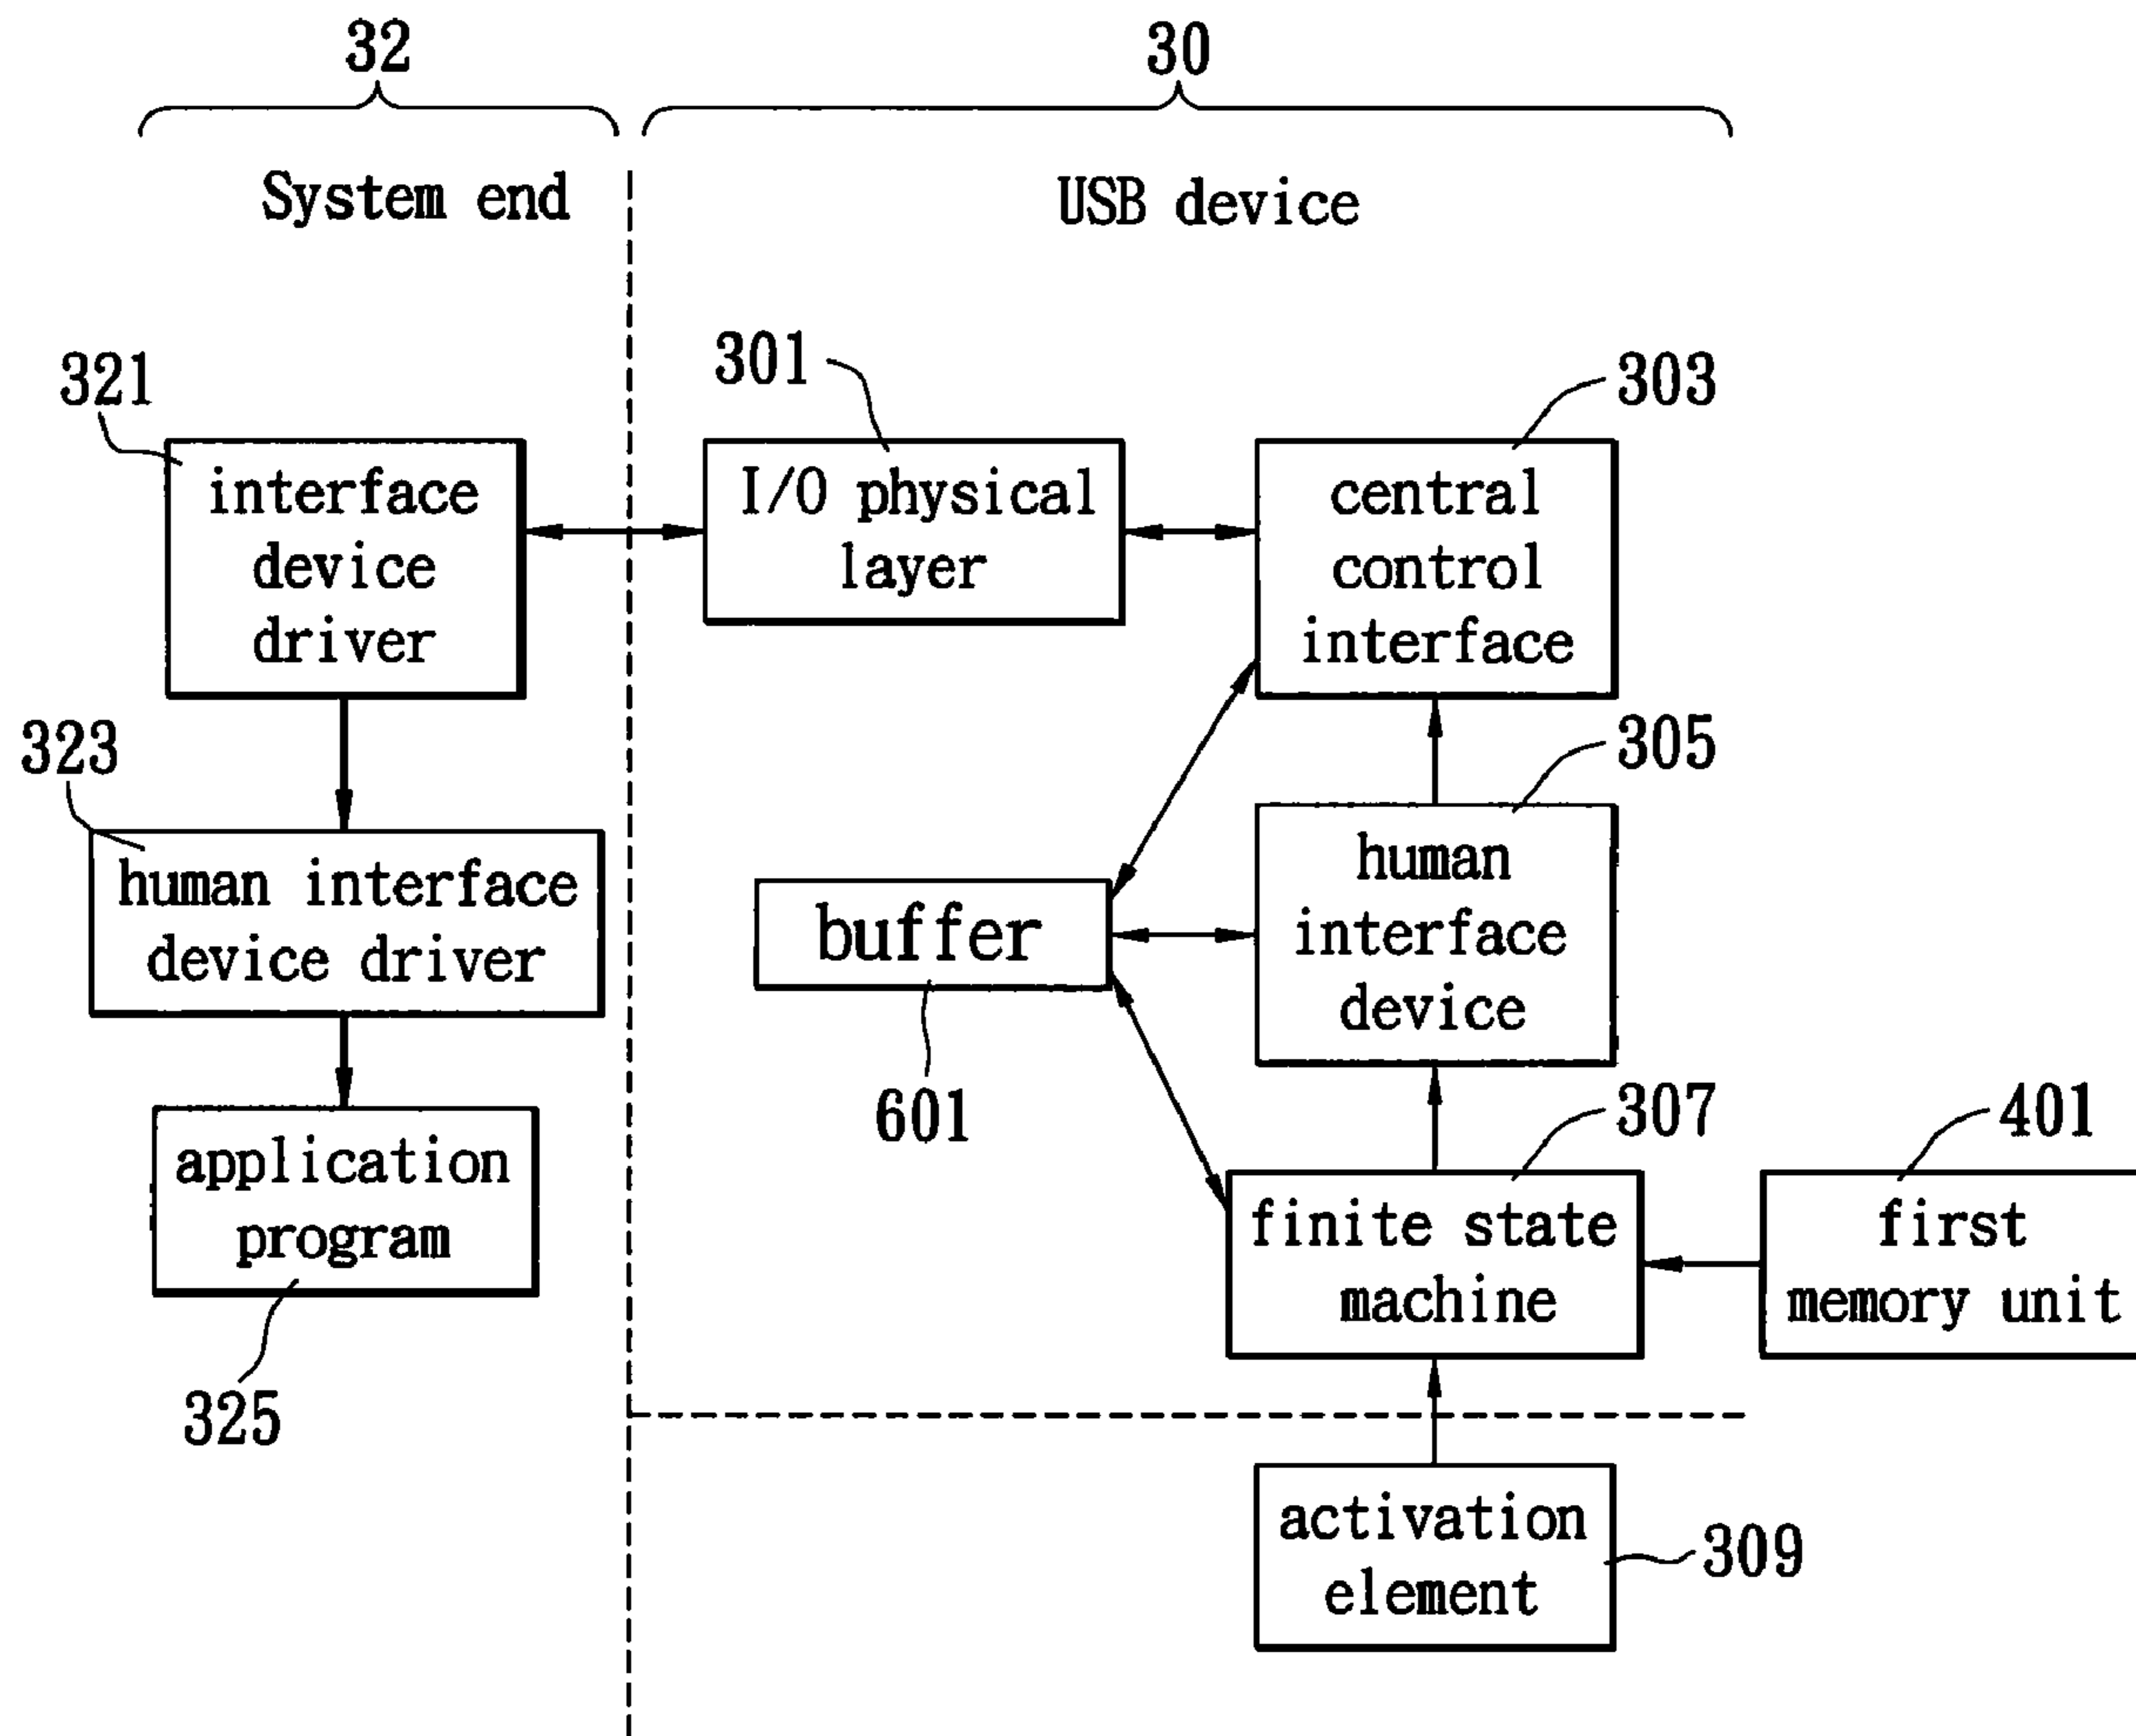 32
30
System end
USB device
321
301
303
interface
device
driver
I/O physical
layer
central
control
interface
323
305
human interface
device driver
buffer
human
interface
device
601
307
401
application
program
finite state
machine
first
memory unit
325
activation
element
309